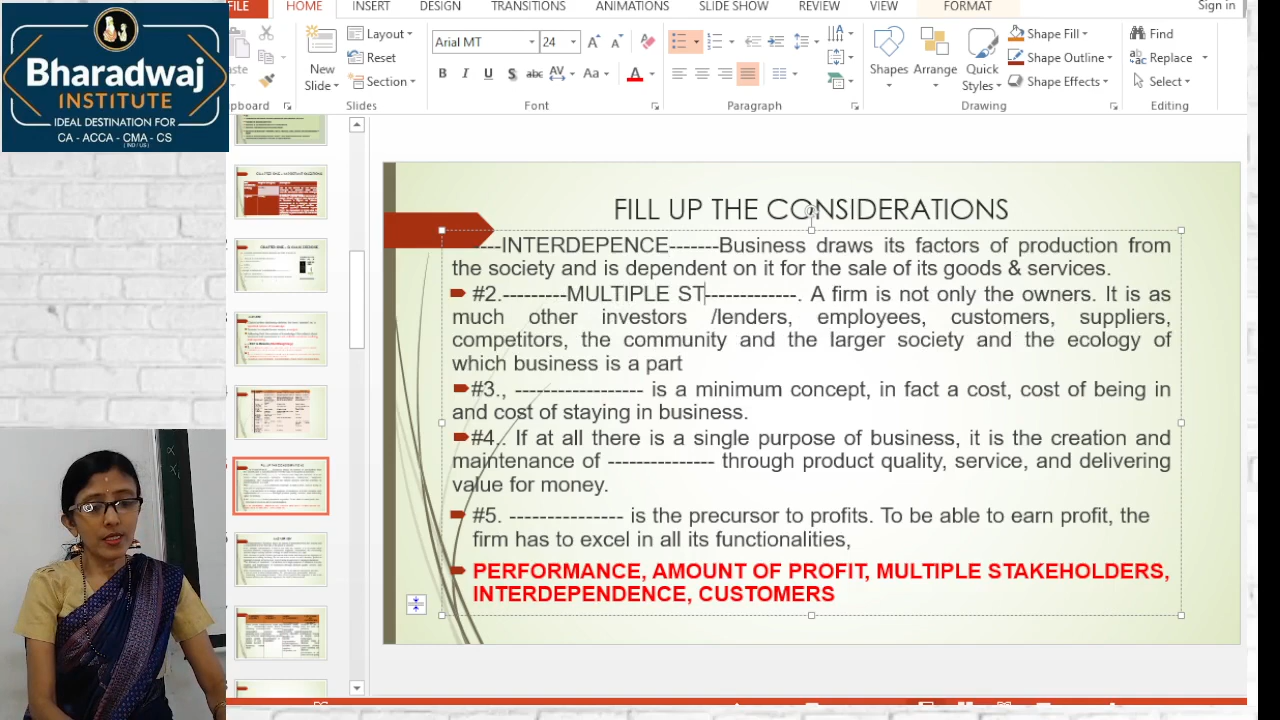 Bharadwaj
INSTITUTE
IDEAL DESTINATION FOR
CA - ACCA - CMA - CS
( IND / US )
FILE HOME INSERT DESIGN TRANSITIONS ANIMATIONS SLIDE SHOW REVIEW VIEW FORMAT Sign in
Layout
Reset
Section
New
Slide
Arial MT 24
Shapes Arrange Quick
Styles
Shape Fill
Shape Outline
Shape Effects
Find
Replace
Select
Slides Font Paragraph Drawing Editing
FILL UP THE CONSIDERATIONS
----INTERDEPENCE-------Business draws its factors of production from
the society and is dependent on it for the sale of its goods & services.
#2.---------MULTIPLE ST-------------. A firm is not only the owners. It is as
much other investors/lenders, employees, customers, suppliers,
competitors, the community and the larger society and the ecology of
which business is a part
#3., ------------------ is a minimum concept, in fact a cost, cost of being in
and cost of staying in business.
#4.. If at all there is a single purpose of business, it is the creation and
maintenance of --------------- through product quality, service, and delivering
value for money.
#5. ---------------- is the precursor to profits. To be able to earn profit, the
firm has to excel in all its functionalities,
PERFORMANCE, AMOUNT OF PROFIT, MULTIPLE STAKEHOLDERS,
INTERDEPENDENCE, CUSTOMERS